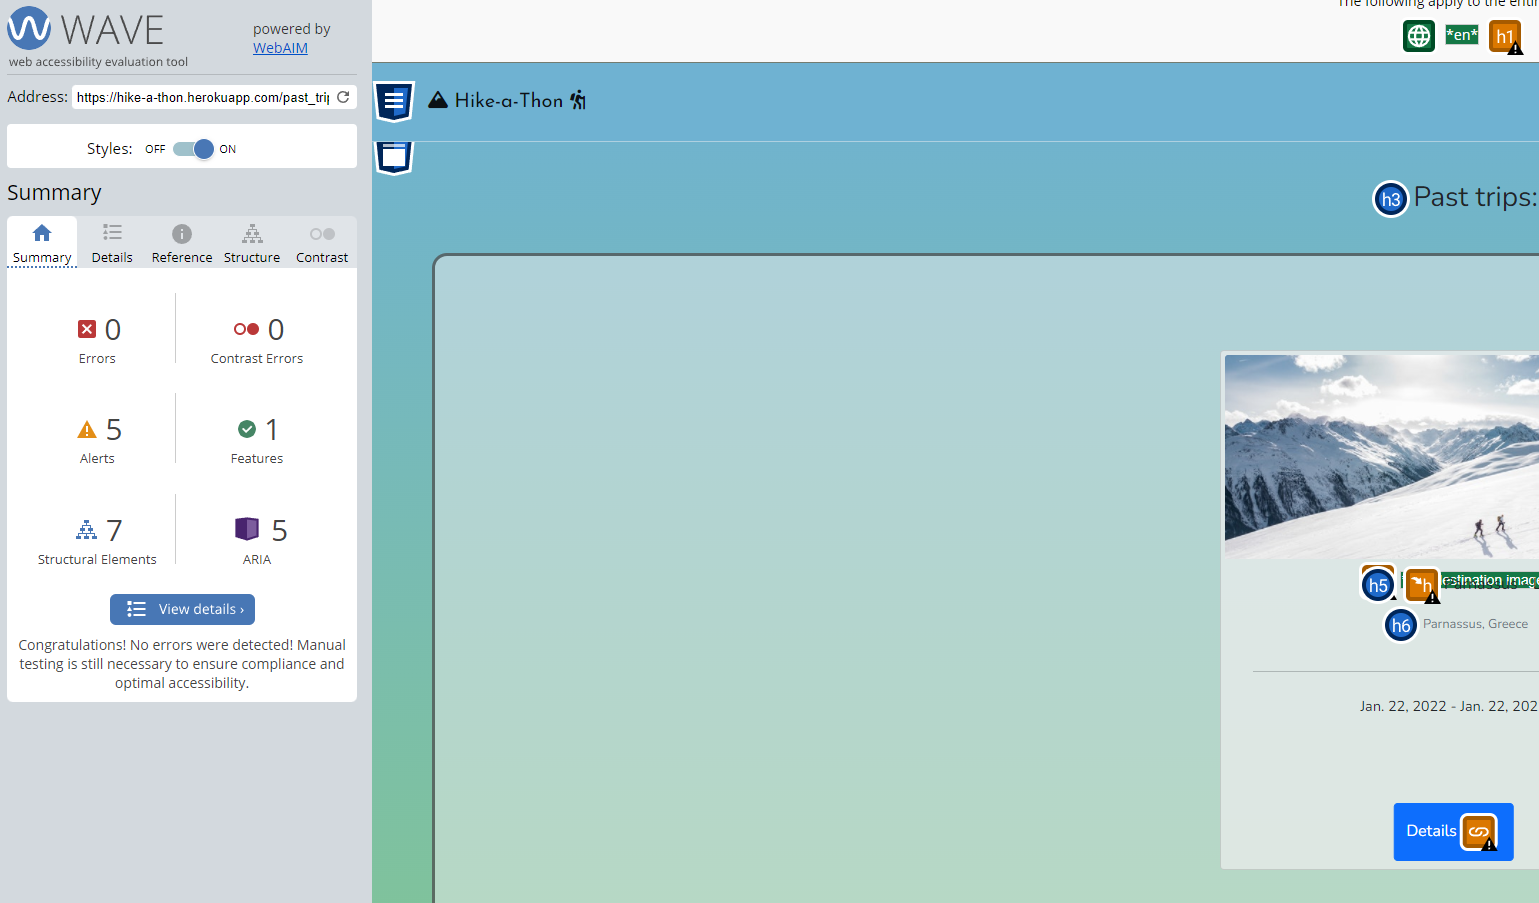 WAVE
powered by
WebAIM
web accessibility evaluation tool
Address: https://hike-a-thon.herokuapp.com/past_trip
Styles: OFF ON
Summary
Summary Details Reference Structure Contrast
0 0
Errors Contrast Errors
5 1
Alerts Features
7 5
Structural Elements ARIA
View details ›
Congratulations! No errors were detected! Manual
testing is still necessary to ensure compliance and
optimal accessibility.
The following apply to the entir
*en* h1
Hike-a-Thon
h3 Past trips:
h5 h estination image
h6 Parnassus, Greece
Jan. 22, 2022 - Jan. 22, 202
Details